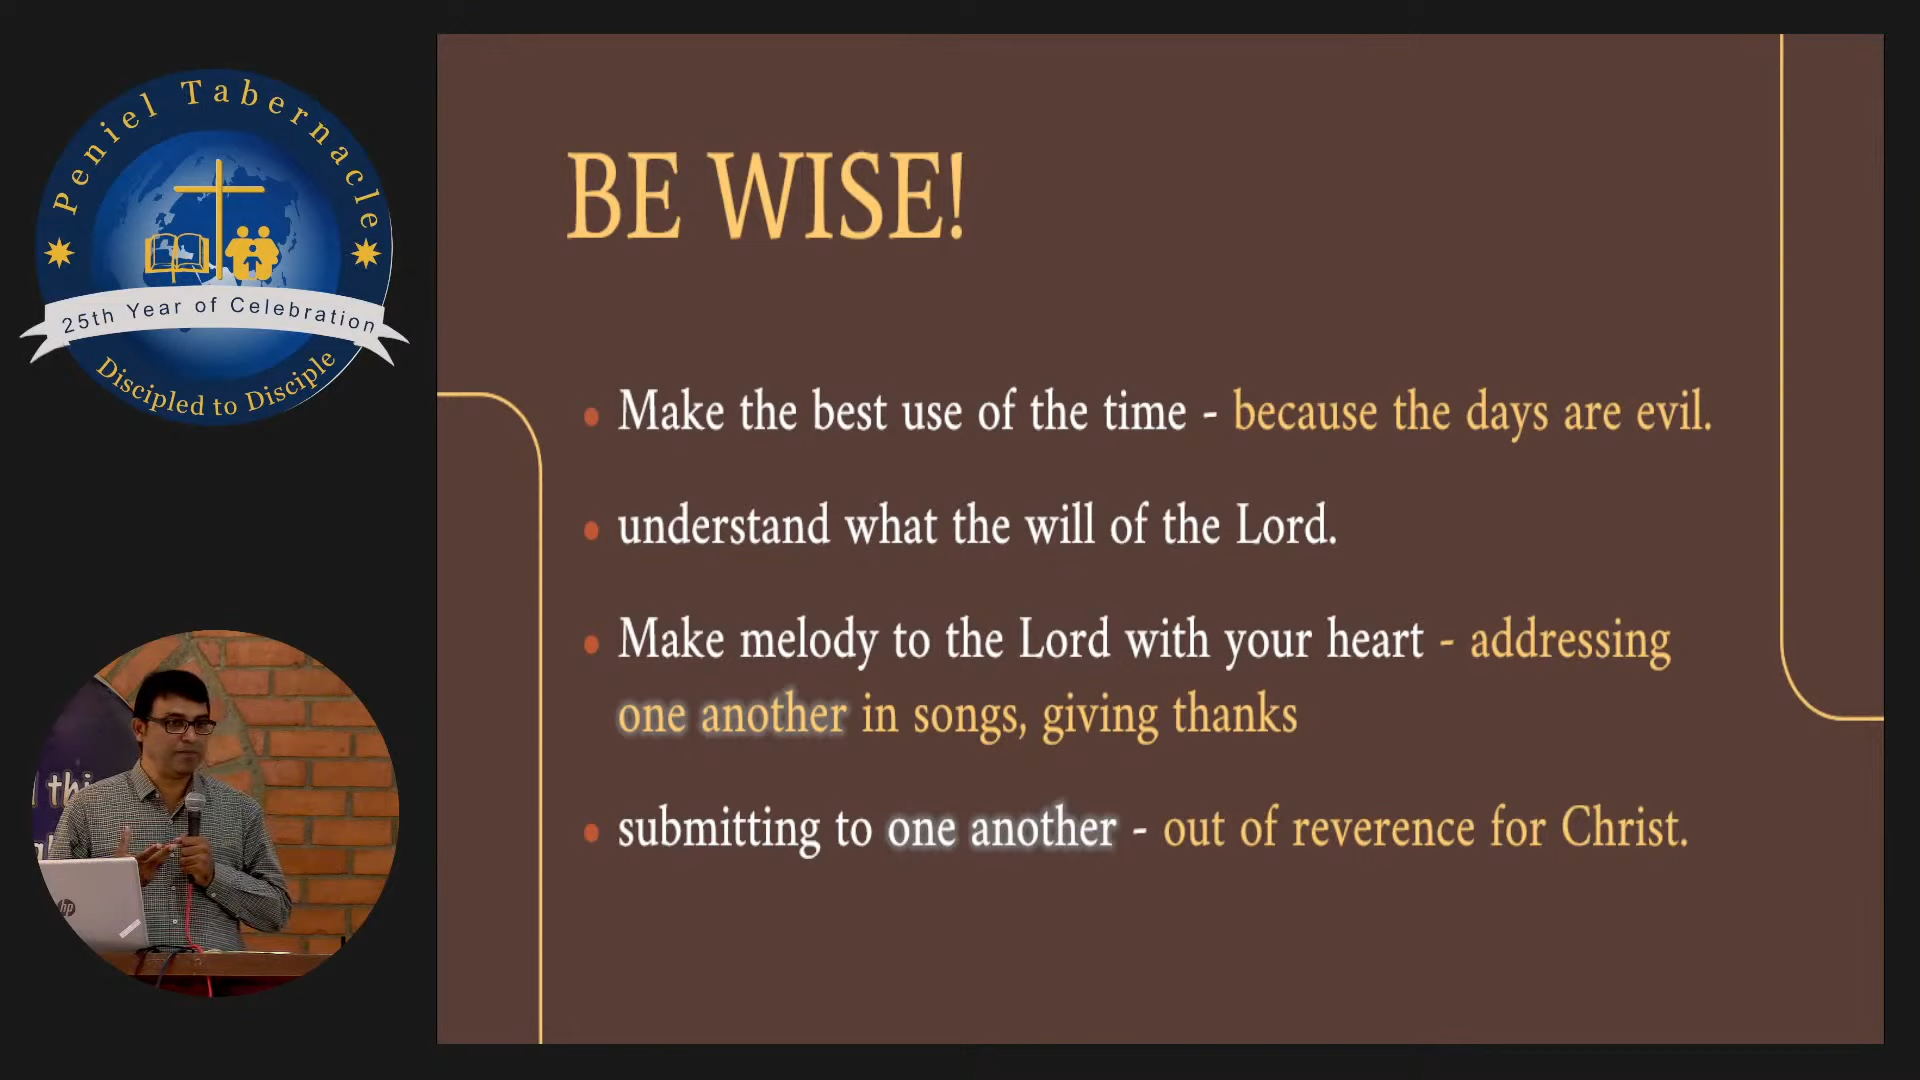 Peniel Tabernacle
25th Year of Celebration
Discipled to Disciple
BE WISE!
Make the best use of the time - because the days are evil.
understand what the will of the Lord.
Make melody to the Lord with your heart - addressing
one another in songs, giving thanks
submitting to one another - out of reverence for Christ.
hp